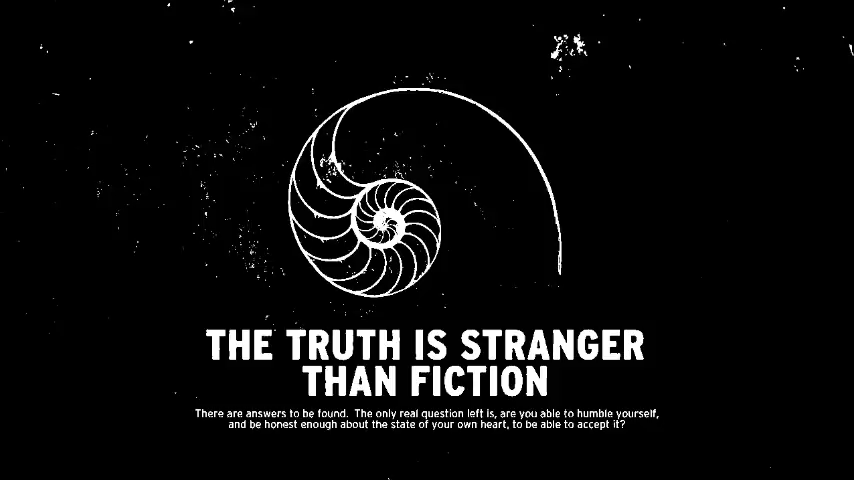 THE TRUTH IS STRANGER
THAN FICTION
There are answers to be found. The only real question left is, are you able to humble yourself,
and be honest enough about the state of your own heart, to be able to accept it?